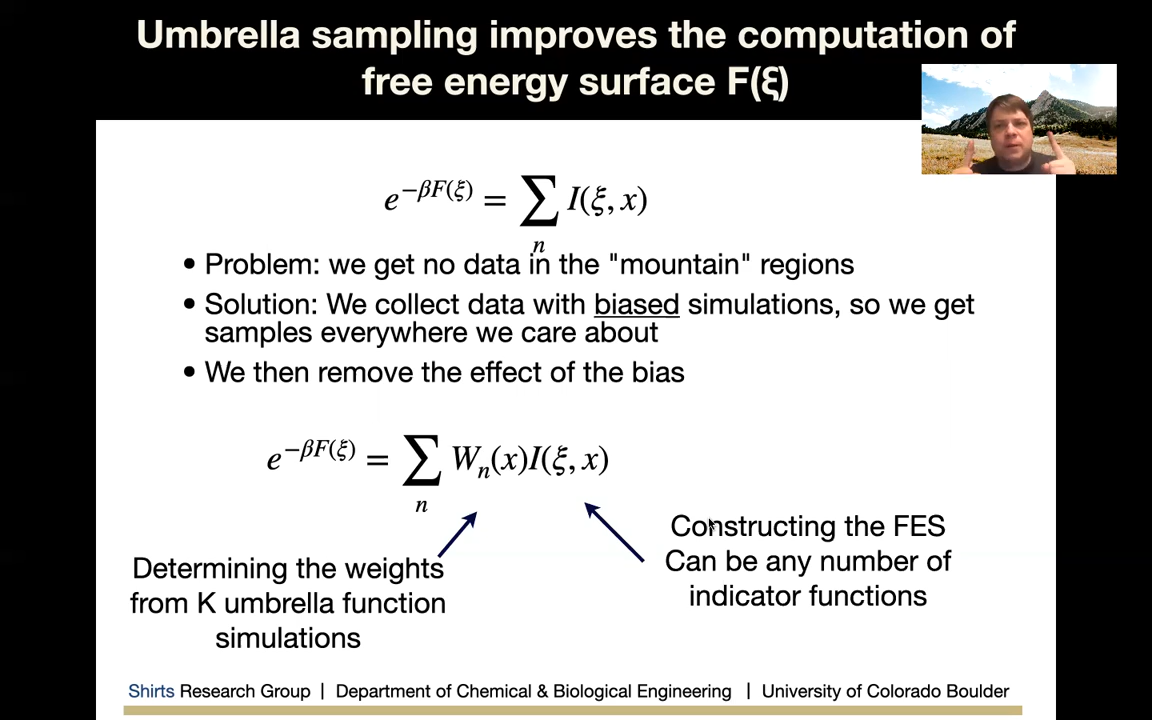 Umbrella sampling improves the computation of
free energy surface F(ξ)
e^{−βF(ξ)} = ∑_n I(ξ, x)
• Problem: we get no data in the "mountain" regions
• Solution: We collect data with biased simulations, so we get
samples everywhere we care about
• We then remove the effect of the bias
e^{−βF(ξ)} = ∑_n W_n(x)I(ξ, x)
Determining the weights
from K umbrella function
simulations
Constructing the FES
Can be any number of
indicator functions
Shirts Research Group | Department of Chemical & Biological Engineering | University of Colorado Boulder